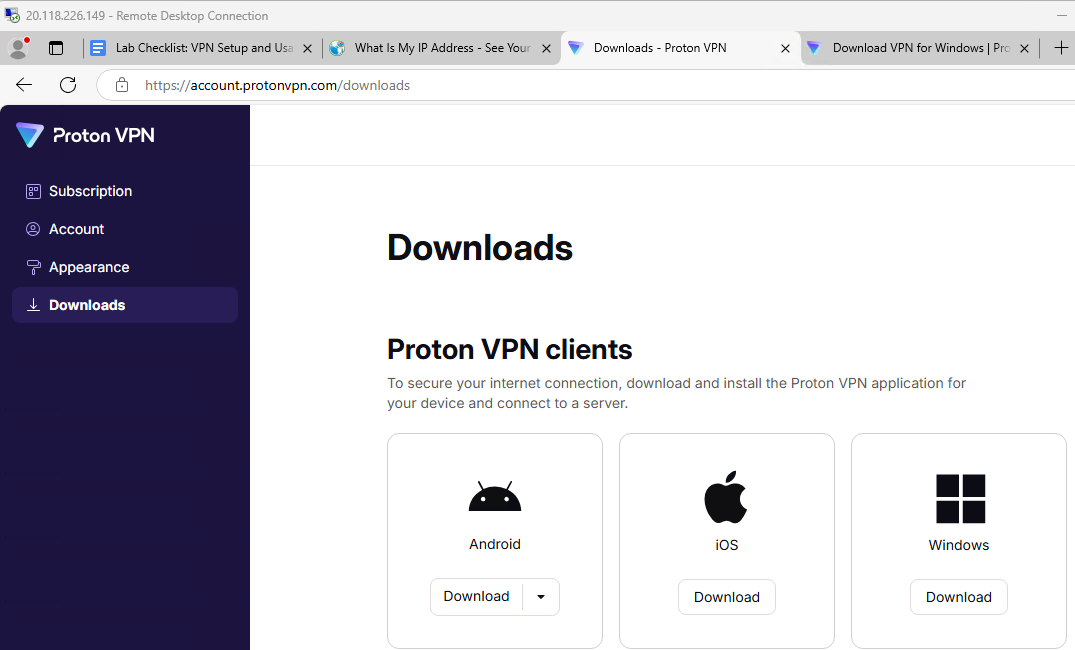 20.118.226.149 - Remote Desktop Connection
Lab Checklist: VPN Setup and Usa
What Is My IP Address - See Your
Downloads - Proton VPN
Download VPN for Windows | Pro
https://account.protonvpn.com/downloads
Proton VPN
Subscription
Account
Appearance
Downloads
Downloads
Proton VPN clients
To secure your internet connection, download and install the Proton VPN application for
your device and connect to a server.
Android
iOS
Windows
Download
Download
Download